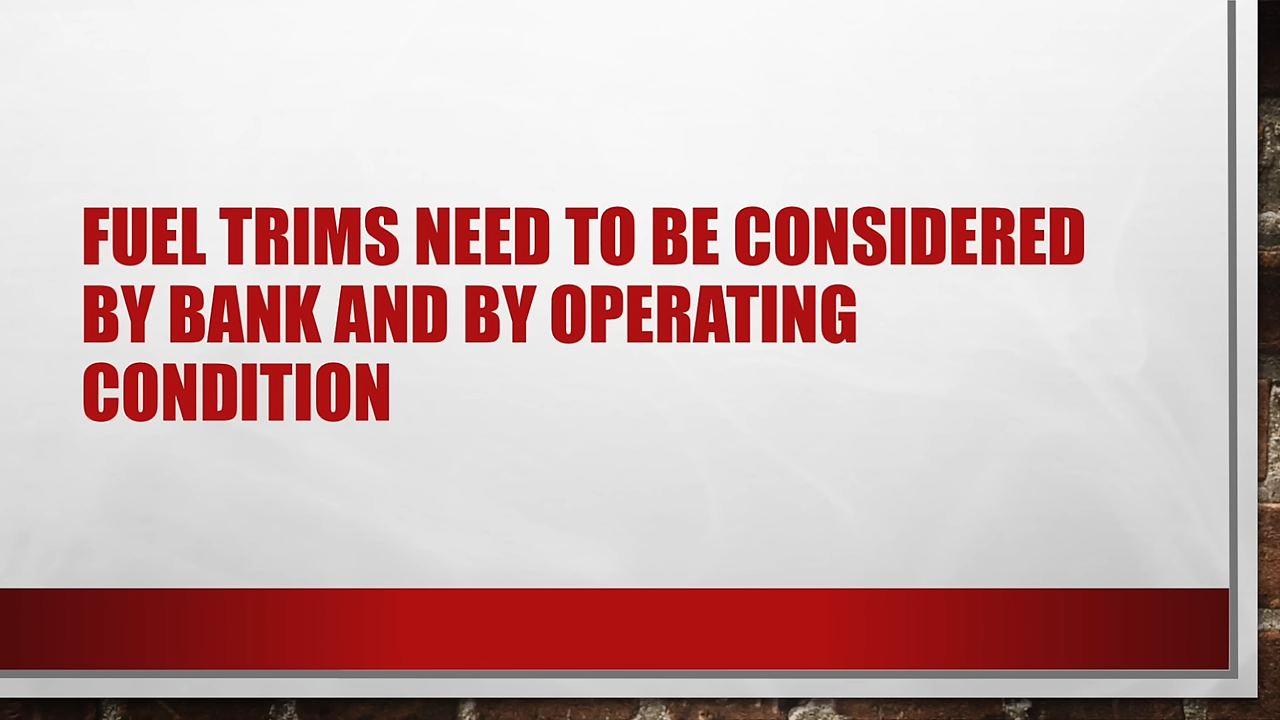 FUEL TRIMS NEED TO BE CONSIDERED
BY BANK AND BY OPERATING
CONDITION